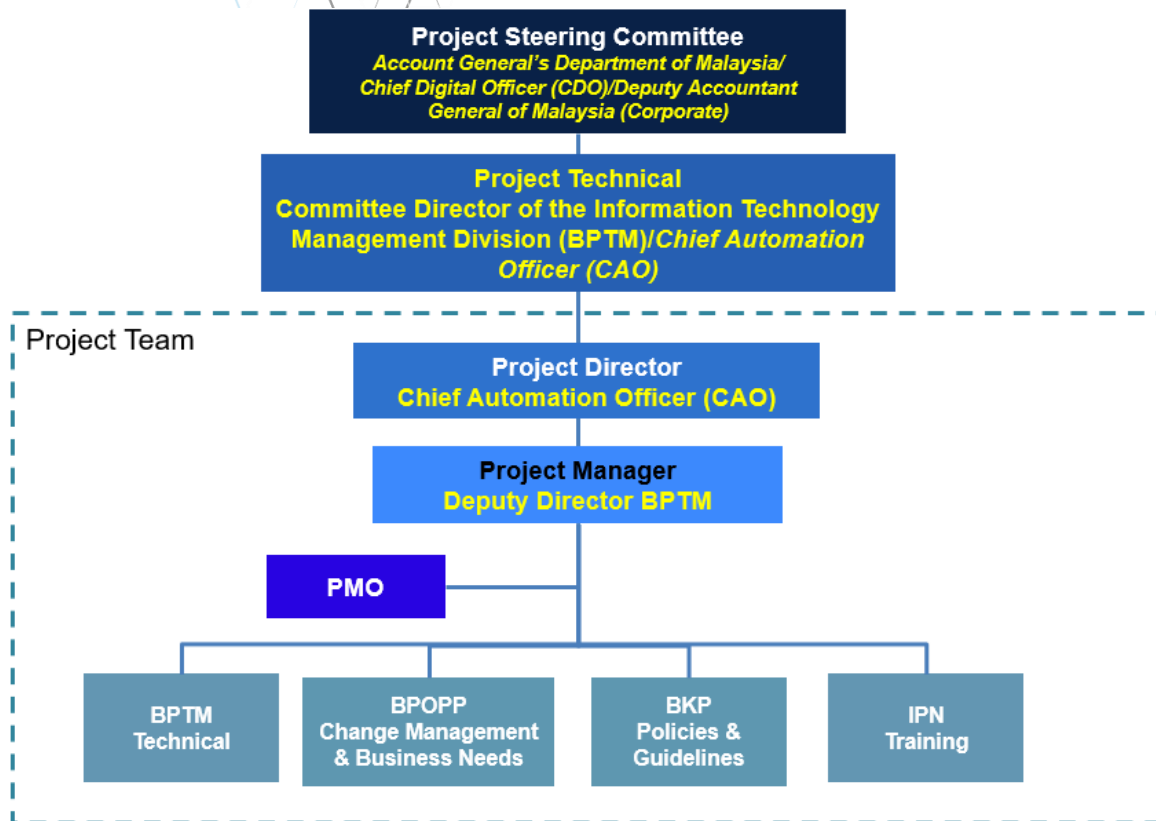 Project Steering Committee
Account General's Department of Malaysia/
Chief Digital Officer (CDO)/Deputy Accountant
General of Malaysia (Corporate)
Project Technical
Committee Director of the Information Technology
Management Division (BPTM)/Chief Automation
Officer (CAO)
Project Team
Project Director
Chief Automation Officer (CAO)
Project Manager
Deputy Director BPTM
PMO
BPTM
Technical
BPOPP
Change Management
& Business Needs
BKP
Policies &
Guidelines
IPN
Training